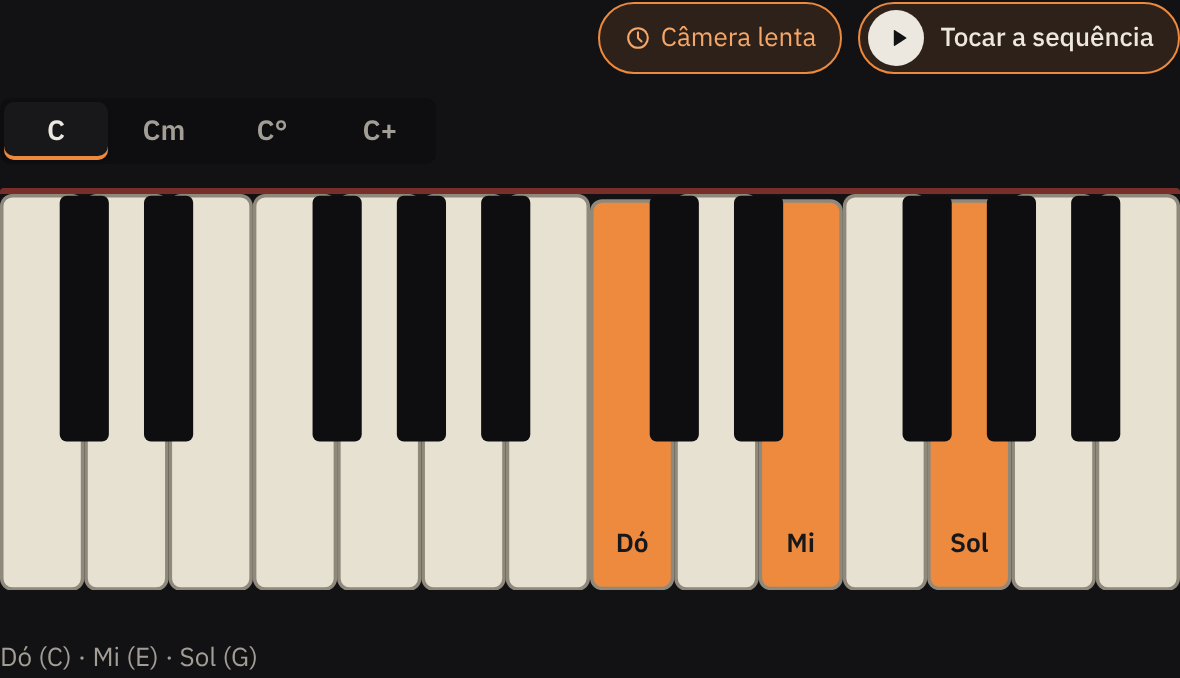 Câmera lenta
Tocar a sequência
C Cm C° C+
Dó Mi Sol
Dó (C) · Mi (E) · Sol (G)